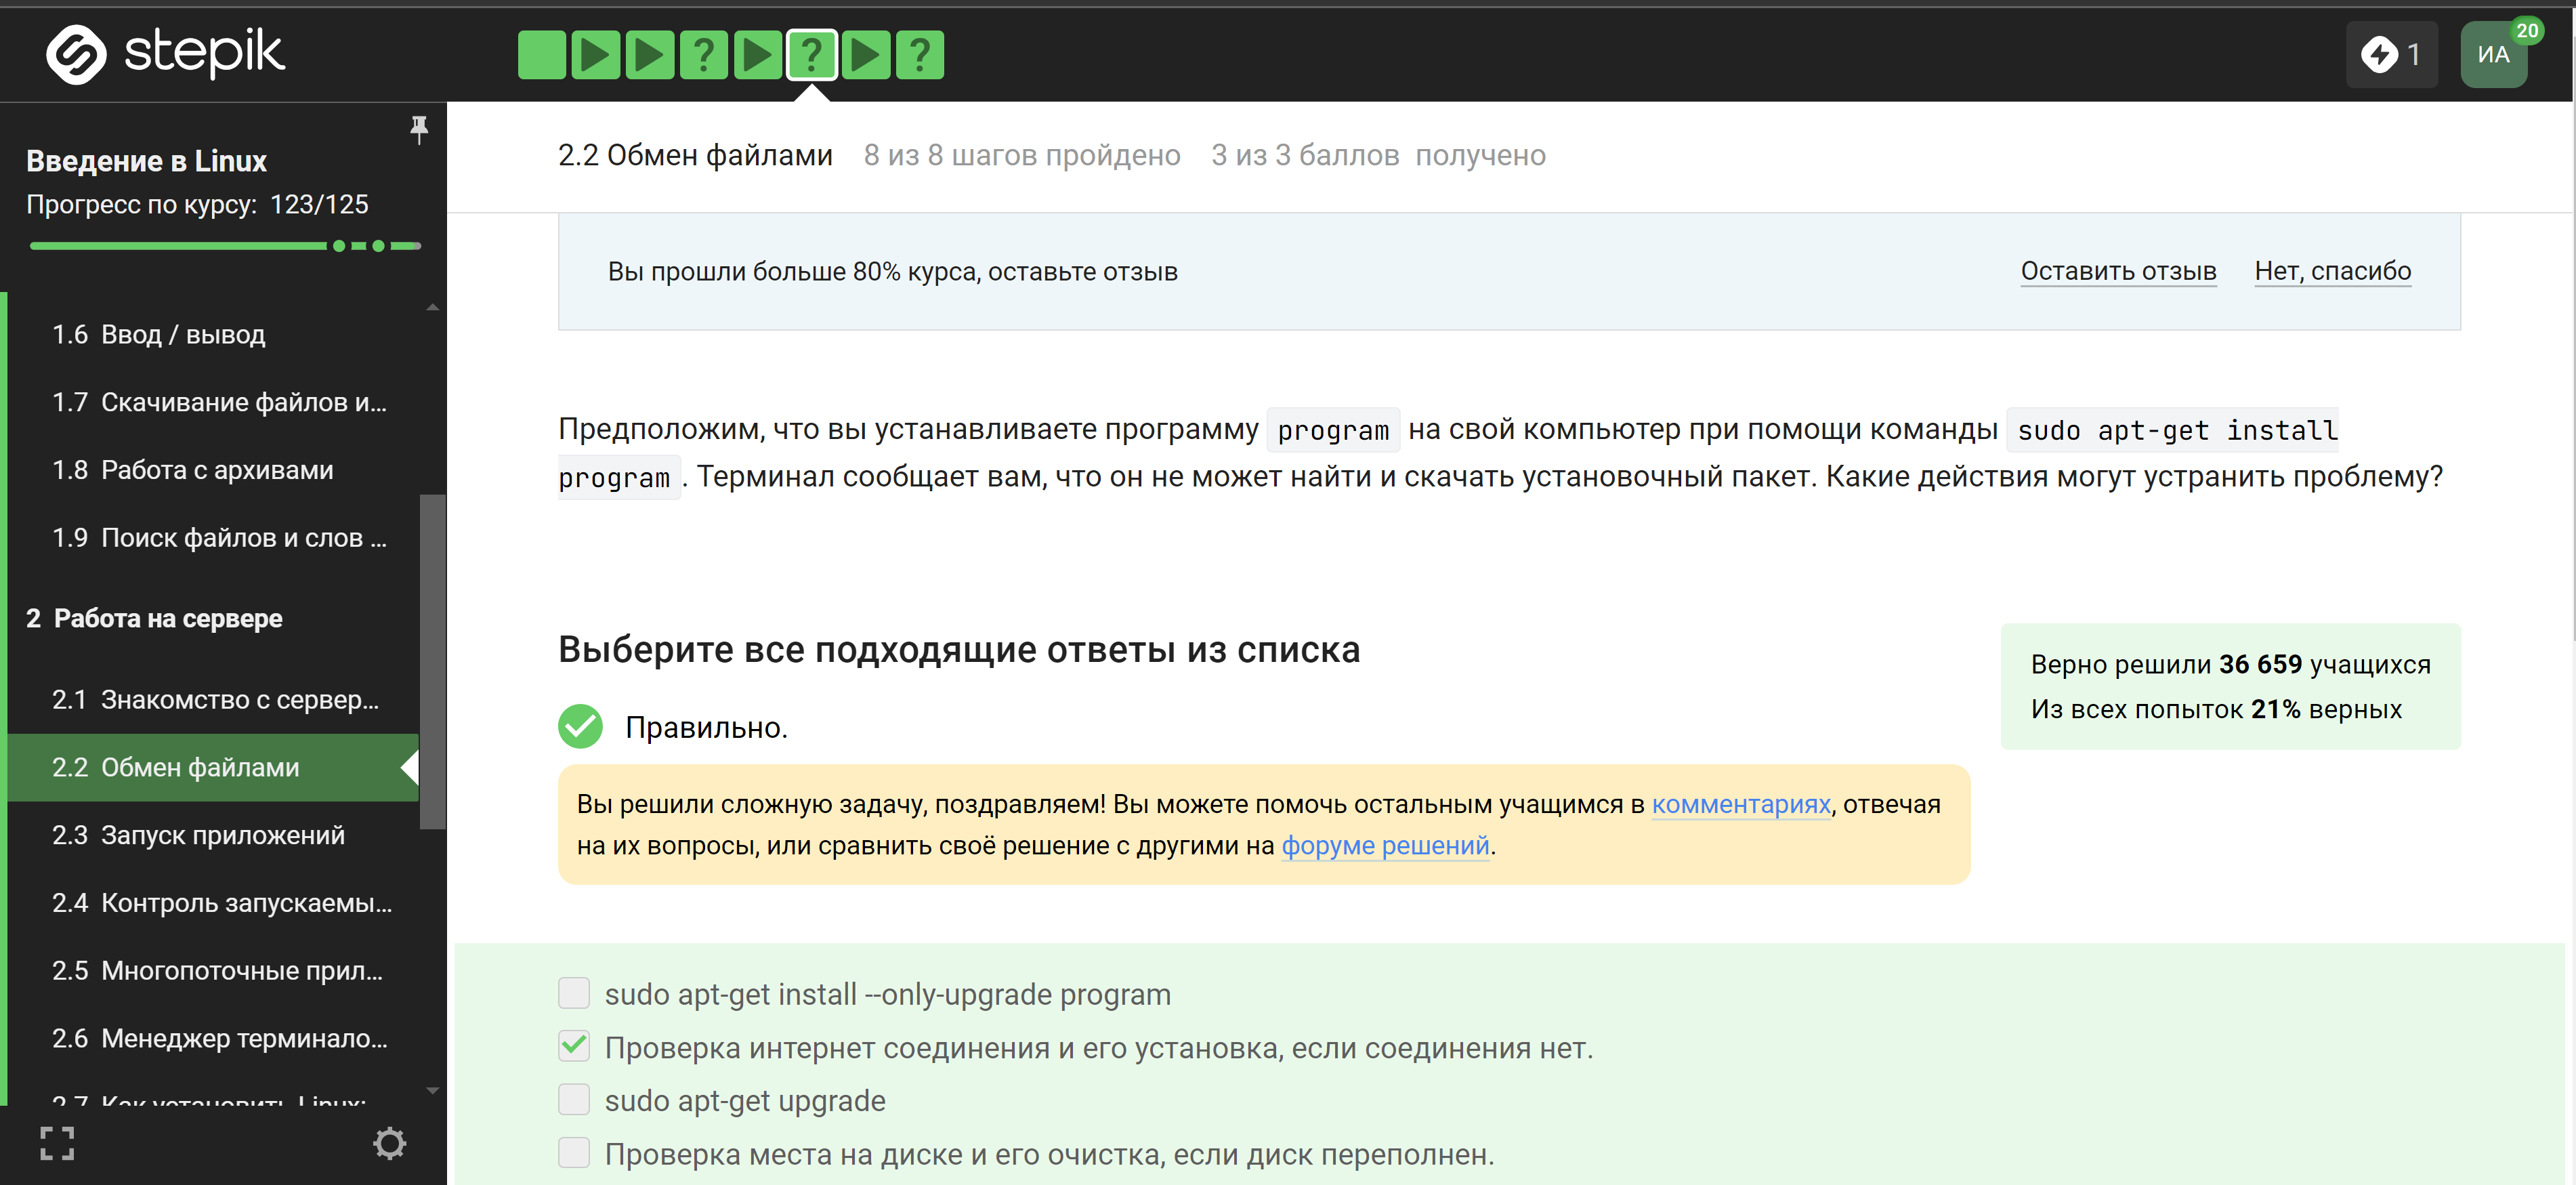 stepik
1
ИА
20
Введение в Linux
Прогресс по курсу: 123/125
1.6 Ввод / вывод
1.7 Скачивание файлов и...
1.8 Работа с архивами
1.9 Поиск файлов и слов ...
2 Работа на сервере
2.1 Знакомство с сервер...
2.2 Обмен файлами
2.3 Запуск приложений
2.4 Контроль запускаемы...
2.5 Многопоточные прил...
2.6 Менеджер терминало...
2.7 Как установить Linux:
2.2 Обмен файлами 8 из 8 шагов пройдено 3 из 3 баллов получено
Вы прошли больше 80% курса, оставьте отзыв
Оставить отзыв Нет, спасибо
Предположим, что вы устанавливаете программу program на свой компьютер при помощи команды sudo apt-get install
program. Терминал сообщает вам, что он не может найти и скачать установочный пакет. Какие действия могут устранить проблему?
Выберите все подходящие ответы из списка
Верно решили 36 659 учащихся
Из всех попыток 21% верных
Правильно.
Вы решили сложную задачу, поздравляем! Вы можете помочь остальным учащимся в комментариях, отвечая
на их вопросы, или сравнить своё решение с другими на форуме решений.
sudo apt-get install --only-upgrade program
Проверка интернет соединения и его установка, если соединения нет.
sudo apt-get upgrade
Проверка места на диске и его очистка, если диск переполнен.